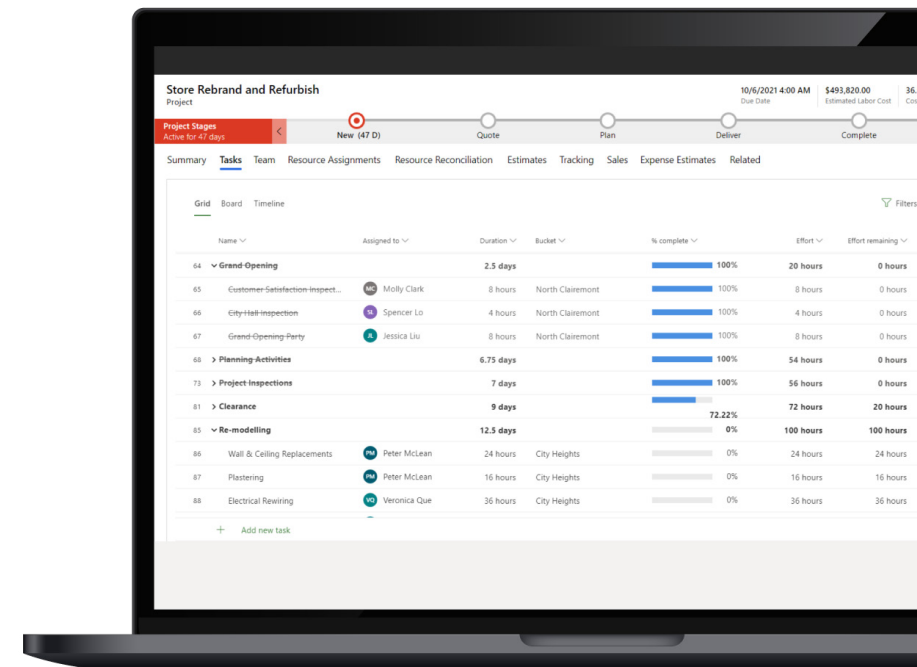 Store Rebrand and Refurbish
Project
10/6/2021 4:00 AM
Due Date
$493,820.00
Estimated Labor Cost
36.
Project Stages
Active for 47 days
New (47 D)
Quote
Plan
Deliver
Complete
Summary Tasks Team Resource Assignments Resource Reconciliation Estimates Tracking Sales Expense Estimates Related
Grid Board Timeline
Filters
Name Assigned to Duration Bucket % complete Effort Effort remaining
64 Grand Opening 2.5 days 100% 20 hours 0 hours
65 Customer Satisfaction Inspect... MC Molly Clark 8 hours North Clairemont 100% 8 hours 0 hours
66 City Hall Inspection SL Spencer Lo 4 hours North Clairemont 100% 4 hours 0 hours
67 Grand Opening Party JL Jessica Liu 8 hours North Clairemont 100% 8 hours 0 hours
68 Planning Activities 6.75 days 100% 54 hours 0 hours
73 Project Inspections 7 days 100% 56 hours 0 hours
81 Clearance 9 days 72.22% 72 hours 20 hours
85 Re-modelling 12.5 days 0% 100 hours 100 hours
86 Wall & Ceiling Replacements PM Peter McLean 24 hours City Heights 0% 24 hours 24 hours
87 Plastering PM Peter McLean 16 hours City Heights 0% 16 hours 16 hours
88 Electrical Rewiring VQ Veronica Que 36 hours City Heights 0% 36 hours 36 hours
+ Add new task